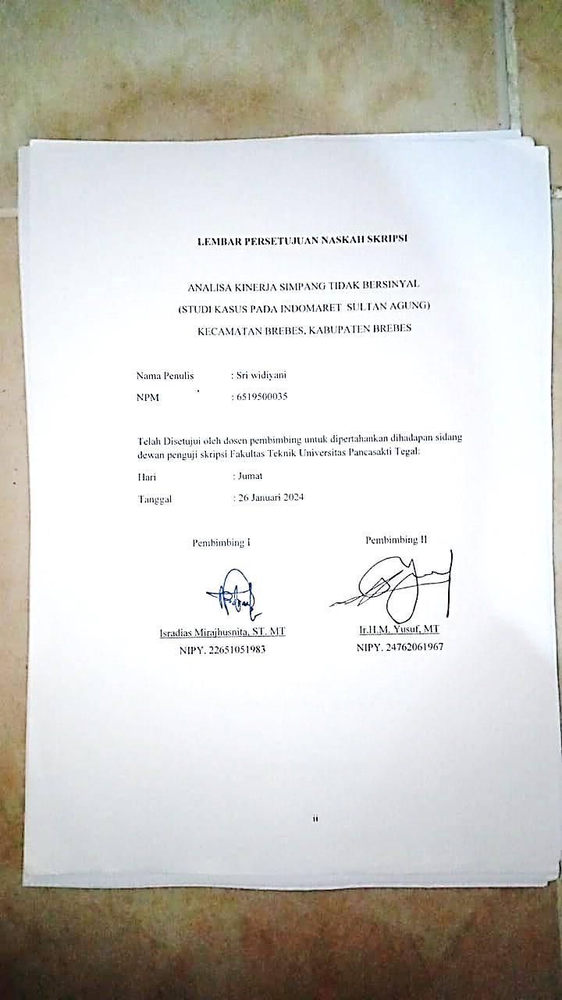 LEMBAR PERSETUJUAN NASKAH SKRIPSI
ANALISA KINERJA SIMPANG TIDAK BERSINYAL
(STUDI KASUS PADA INDOMARET SULTAN AGUNG)
KECAMATAN BREBES, KABUPATEN BREBES
Nama Penulis : Sri widiyani
NPM : 6519500035
Telah Disetujui oleh dosen pembimbing untuk dipertahankan dihadapan sidang
dewan penguji skripsi Fakultas Teknik Universitas Pancasakti Tegal:
Hari : Jumat
Tanggal : 26 Januari 2024
Pembimbing I Pembimbing II
Isradias Mirajhusnita, ST. MT Ir.H.M. Yusuf, MT
NIPY. 22651051983 NIPY. 24762061967
ii